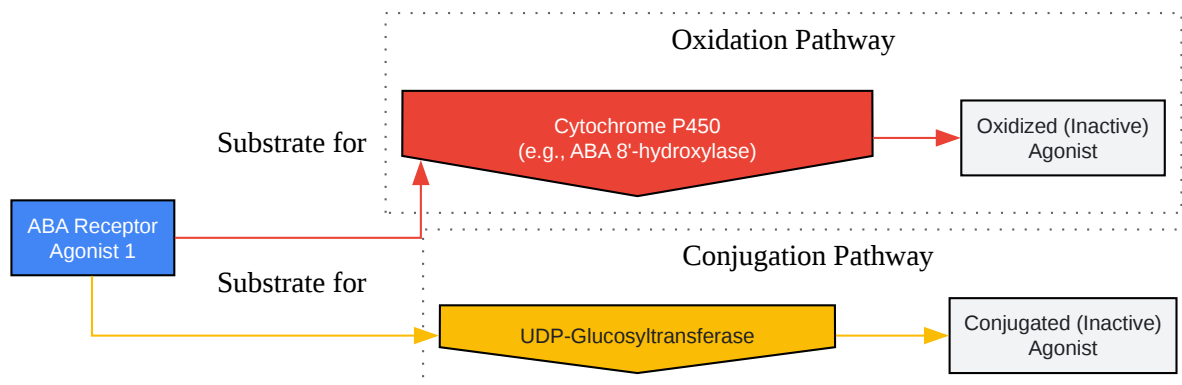 Oxidation Pathway
Substrate for
Cytochrome P450
(e.g., ABA 8'-hydroxylase)
Oxidized (Inactive)
Agonist
ABA Receptor
Agonist 1
Substrate for
Conjugation Pathway
UDP-Glucosyltransferase
Conjugated (Inactive)
Agonist